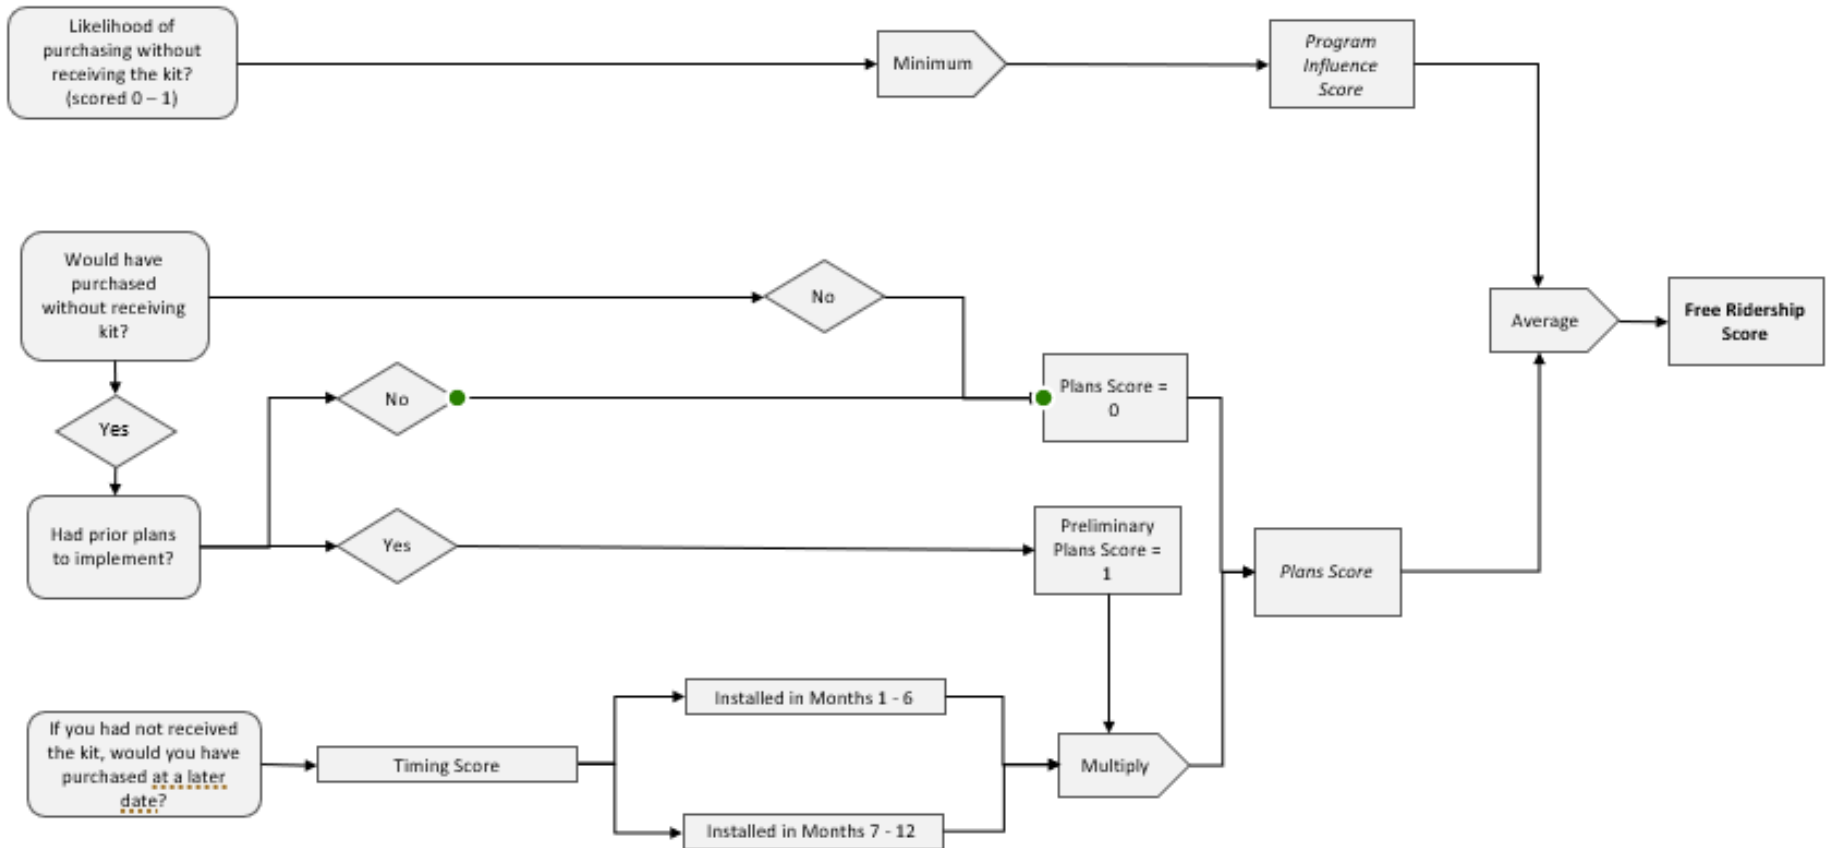 Likelihood of
purchasing without
receiving the kit?
(scored 0 – 1)
Minimum
Program
Influence
Score
Would have
purchased
without receiving
kit?
No
Average
Free Ridership
Score
No
Plans Score =
0
Yes
Had prior plans
to implement?
Yes
Preliminary
Plans Score =
1
Plans Score
If you had not received
the kit, would you have
purchased at a later
date?
Timing Score
Installed in Months 1 - 6
Multiply
Installed in Months 7 - 12